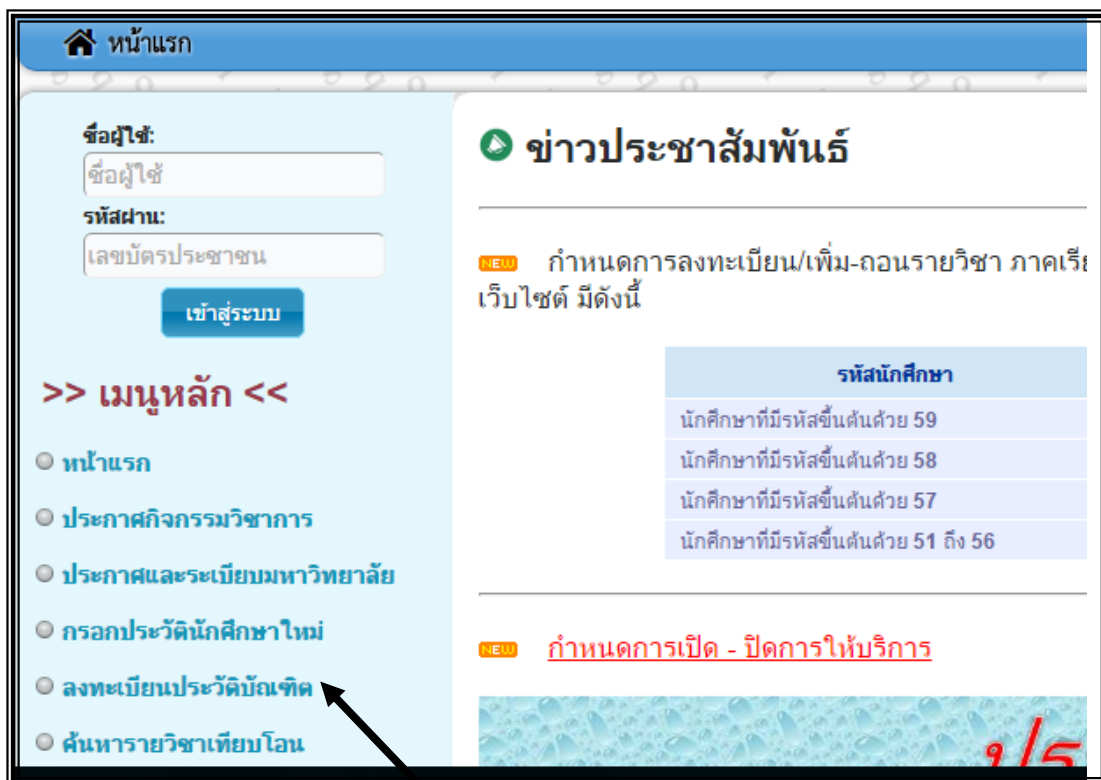 หน้าแรก
ชื่อผู้ใช้:
ชื่อผู้ใช้
รหัสผ่าน:
เลขบัตรประชาชน
เข้าสู่ระบบ
>> เมนูหลัก <<
หน้าแรก
ประกาศกิจกรรมวิชาการ
ประกาศและระเบียบมหาวิทยาลัย
กรอกประวัตินักศึกษาใหม่
ลงทะเบียนประวัติบัณฑิต
ค้นหารายวิชาเทียบโอน
ข่าวประชาสัมพันธ์
NEW กำหนดการลงทะเบียน/เพิ่ม-ถอนรายวิชา ภาคเรี
เว็บไซต์ มีดังนี้
รหัสนักศึกษา
นักศึกษาที่มีรหัสขึ้นต้นด้วย 59
นักศึกษาที่มีรหัสขึ้นต้นด้วย 58
นักศึกษาที่มีรหัสขึ้นต้นด้วย 57
นักศึกษาที่มีรหัสขึ้นต้นด้วย 51 ถึง 56
NEW กำหนดการเปิด - ปิดการให้บริการ